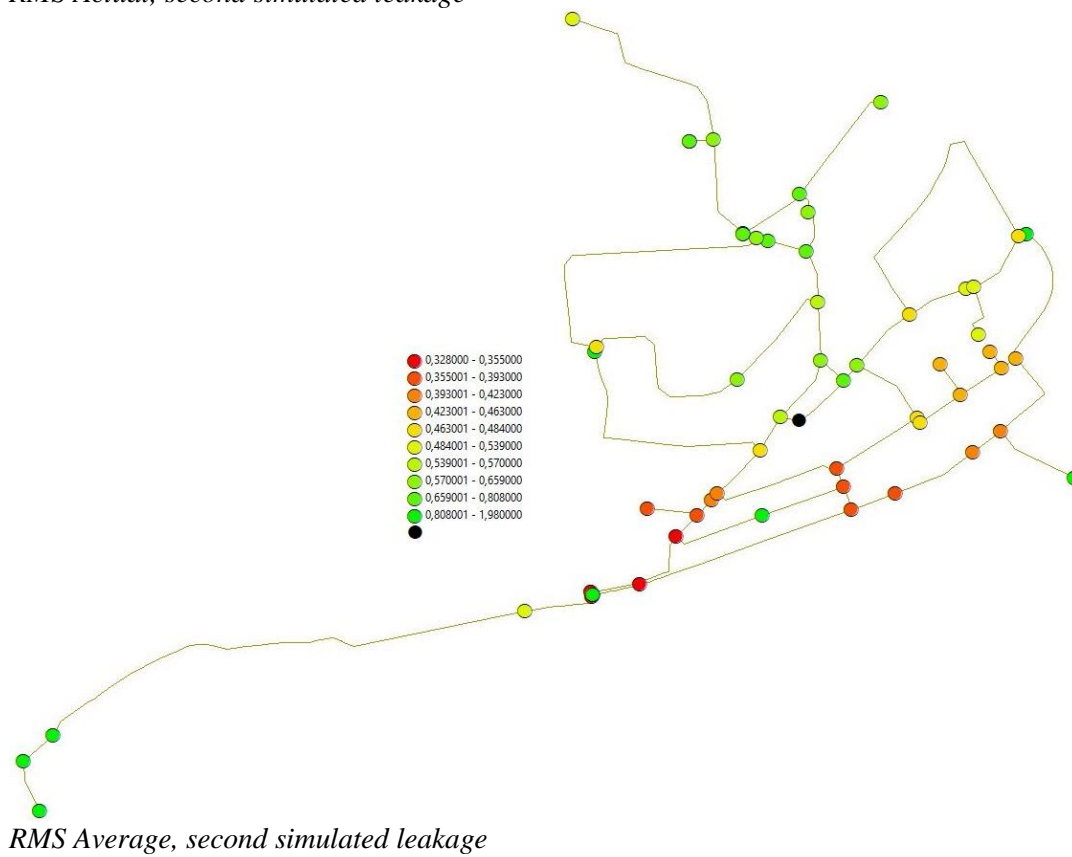 RMS Actual, second simulated leakage
0,328000 - 0,355000
0,355001 - 0,393000
0,393001 - 0,423000
0,423001 - 0,463000
0,463001 - 0,484000
0,484001 - 0,539000
0,539001 - 0,570000
0,570001 - 0,659000
0,659001 - 0,808000
0,808001 - 1,980000
RMS Average, second simulated leakage